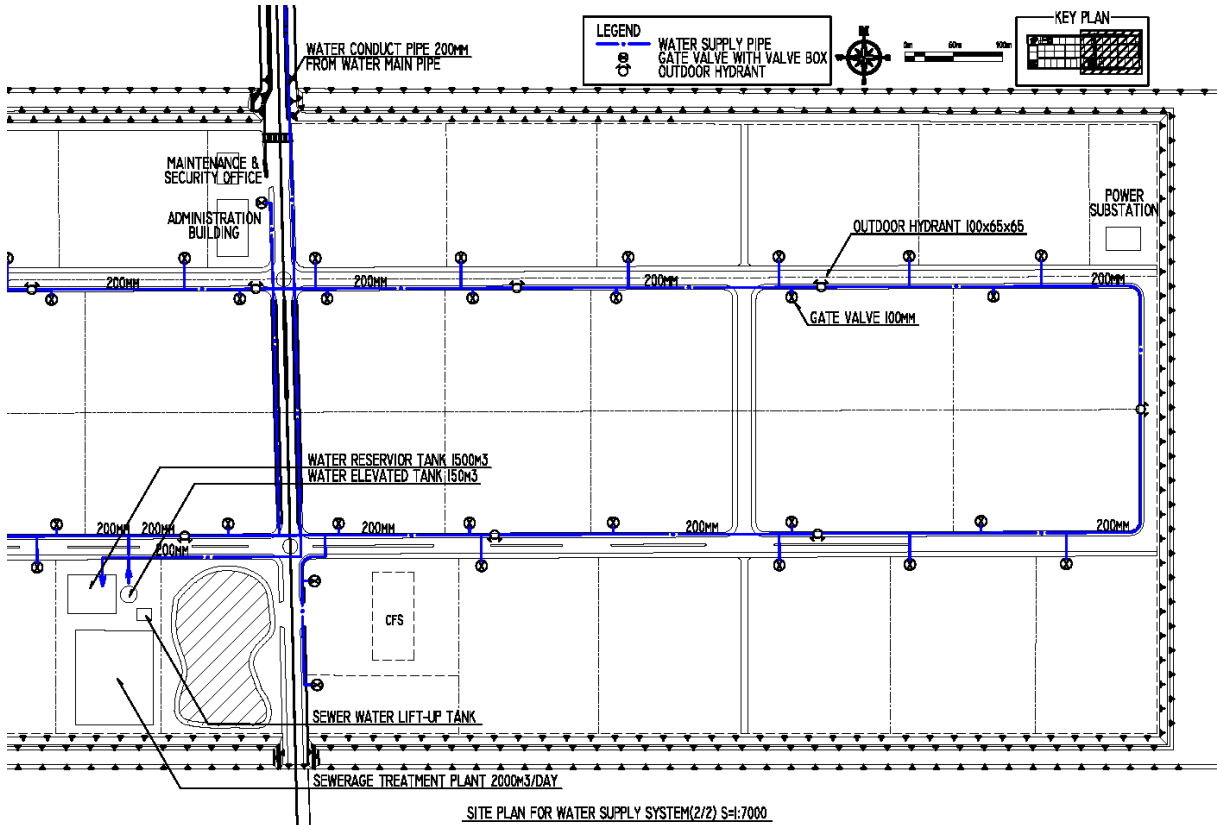 KEY PLAN
LEGEND
WATER SUPPLY PIPE
GATE VALVE WITH VALVE BOX
OUTDOOR HYDRANT
0m 50m 100m
WATER CONDUCT PIPE 200MM
FROM WATER MAIN PIPE
MAINTENANCE &
SECURITY OFFICE
ADMINISTRATION
BUILDING
POWER
SUBSTATION
OUTDOOR HYDRANT 100x65x65
200MM
200MM
200MM
200MM
GATE VALVE 100MM
WATER RESERVIOR TANK 1500M3
WATER ELEVATED TANK 150M3
200MM
200MM
200MM
200MM
200MM
200MM
CFS
SEWER WATER LIFT-UP TANK
SEWERAGE TREATMENT PLANT 2000M3/DAY
SITE PLAN FOR WATER SUPPLY SYSTEM(2/2) S=1:7000